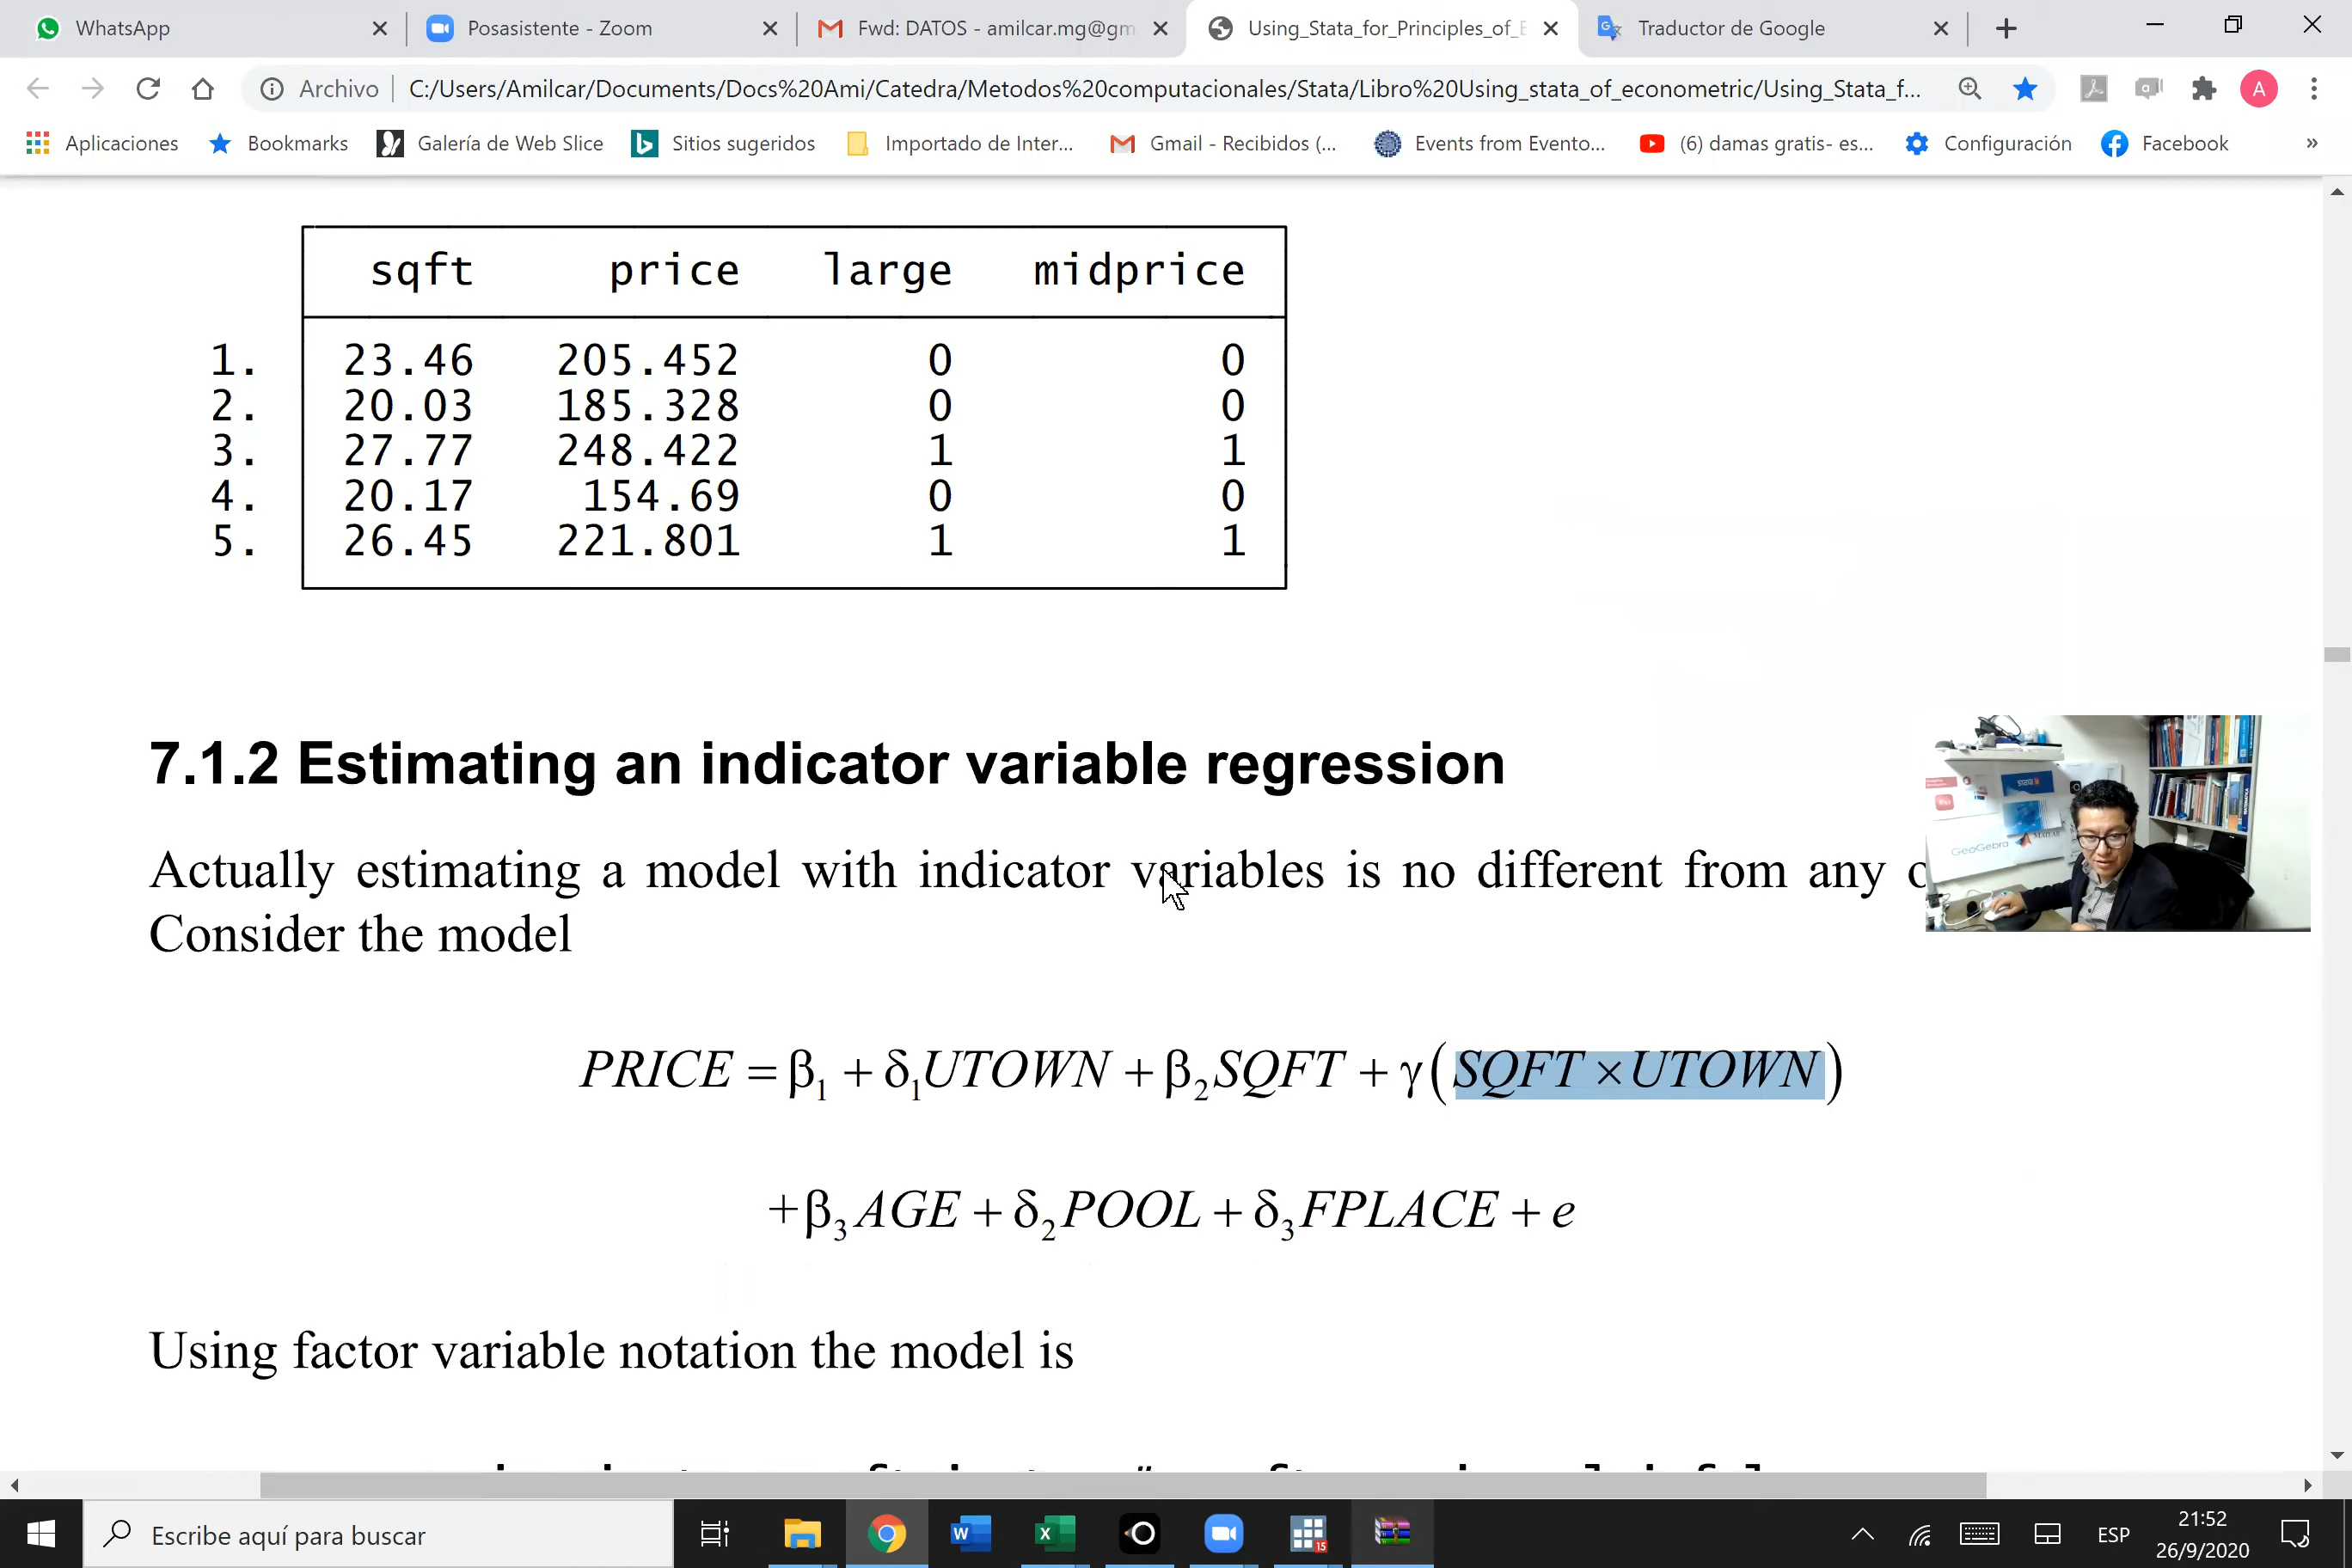 WhatsApp
Posasistente - Zoom
Fwd: DATOS - amilcar.mg@gm
Using_Stata_for_Principles_of_E
Traductor de Google
Archivo
C:/Users/Amilcar/Documents/Docs%20Ami/Catedra/Metodos%20computacionales/Stata/Libro%20Using_stata_of_econometric/Using_Stata_f...
A
Aplicaciones
Bookmarks
Galería de Web Slice
Sitios sugeridos
Importado de Inter...
Gmail - Recibidos (...
Events from Evento...
(6) damas gratis- es...
Configuración
Facebook
»
sqft price large midprice
1. 23.46 205.452 0 0
2. 20.03 185.328 0 0
3. 27.77 248.422 1 1
4. 20.17 154.69 0 0
5. 26.45 221.801 1 1
7.1.2 Estimating an indicator variable regression
Actually estimating a model with indicator variables is no different from any
Consider the model
GeoGebra
PRICE = β₁ + δ₁UTOWN + β₂SQFT + γ(SQFT × UTOWN)
+β₃AGE + δ₂POOL + δ₃FPLACE + e
Using factor variable notation the model is
Escribe aquí para buscar
15
ESP
21:52
26/9/2020